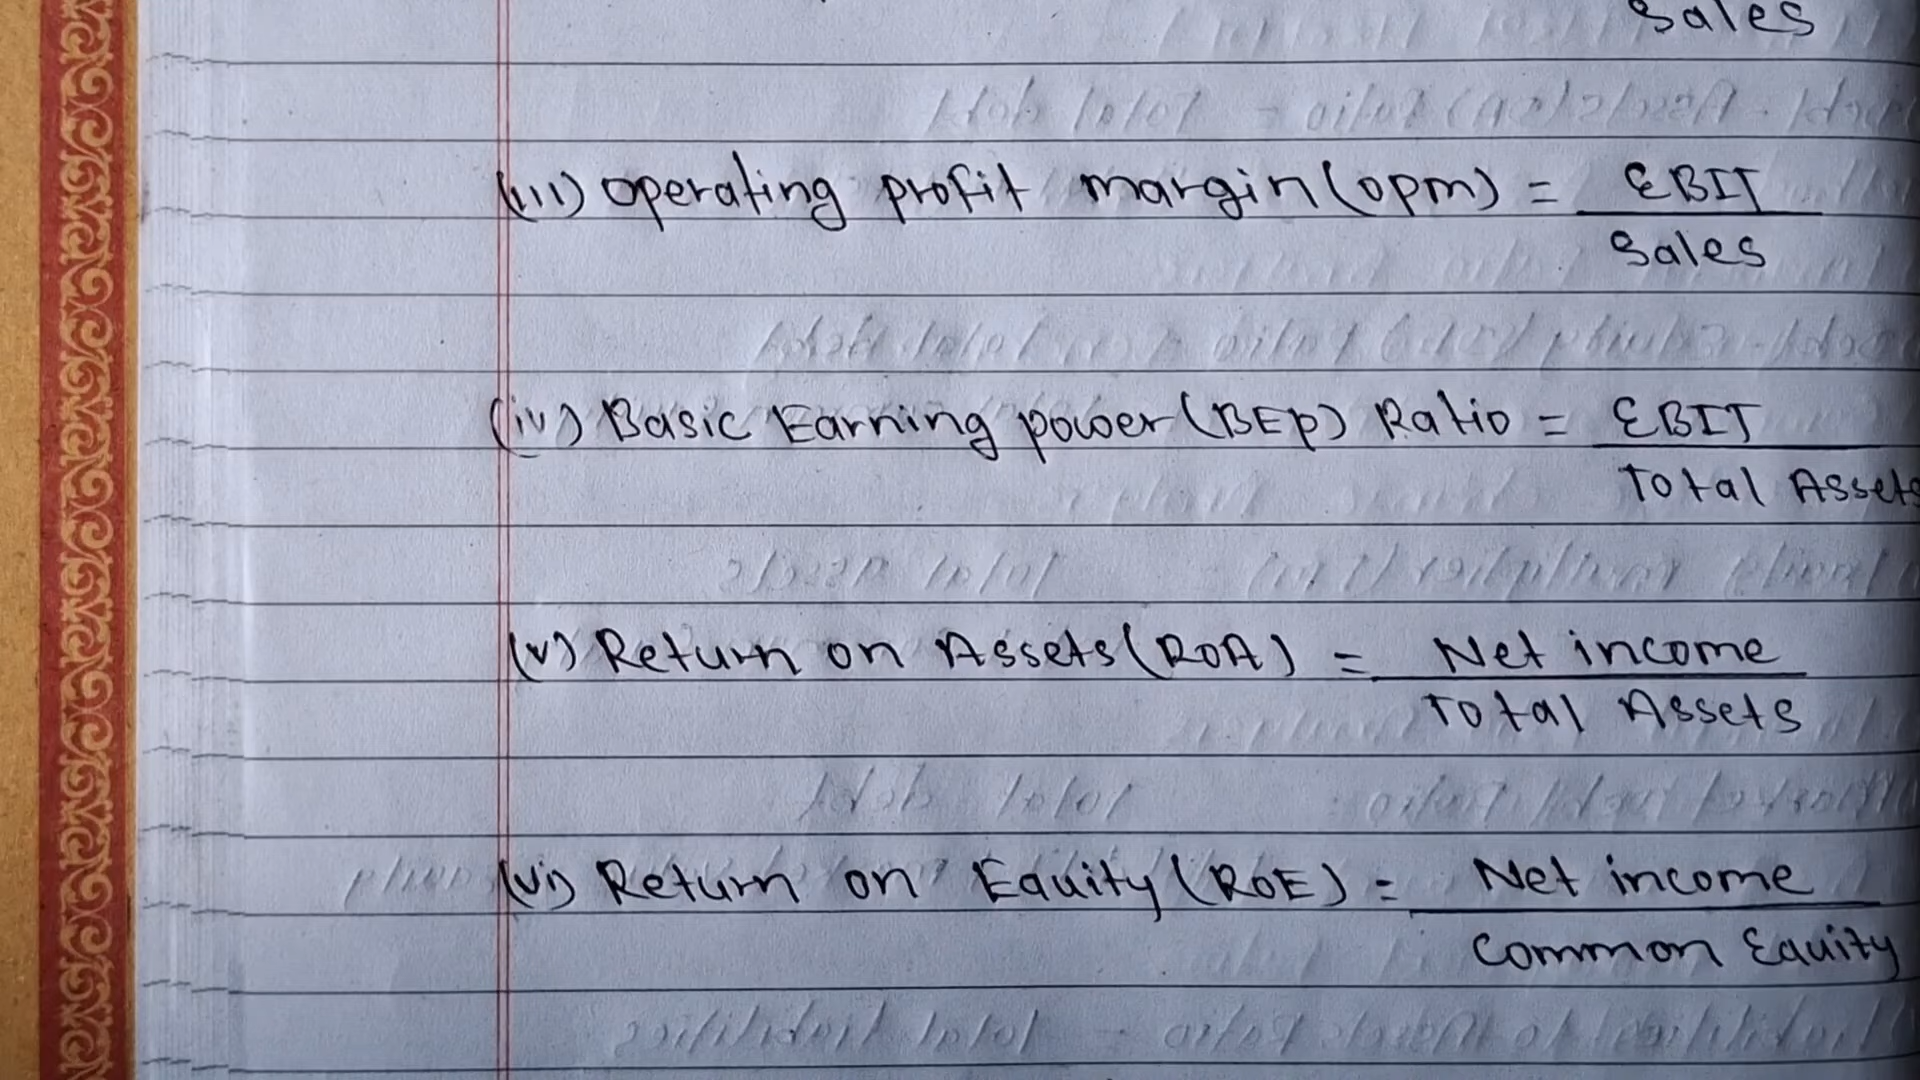 Sales
(iii) Operating profit margin (OPM) = EBIT
Sales
(iv) Basic Earning power (BEP) Ratio = EBIT
Total Assets
(v) Return on Assets (ROA) = Net income
Total Assets
(vi) Return on Equity (ROE) = Net income
Common Equity